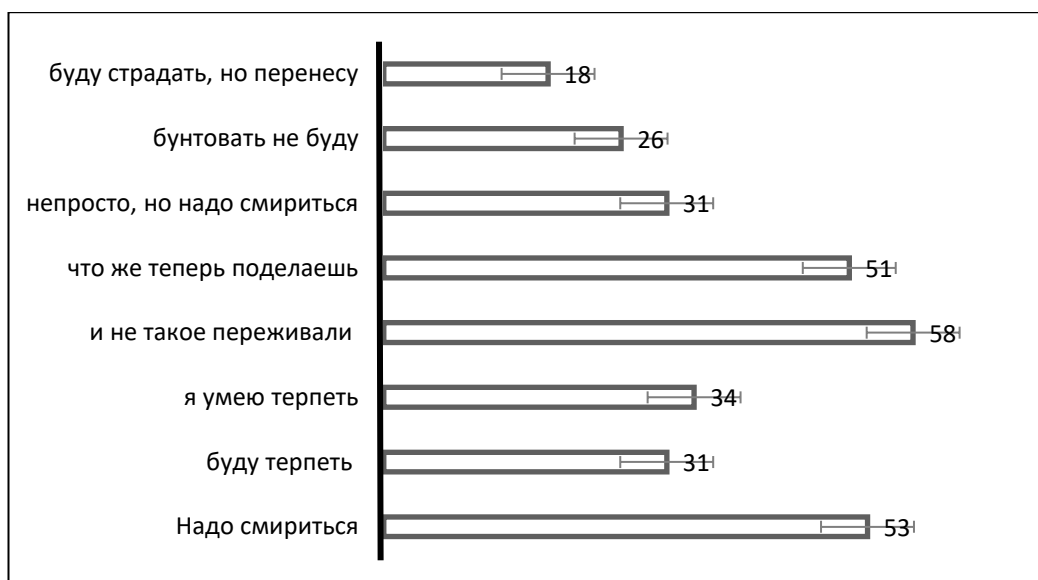 буду страдать, но перенесу 18
бунтовать не буду 26
непросто, но надо смириться 31
что же теперь поделаешь 51
и не такое переживали 58
я умею терпеть 34
буду терпеть 31
Надо смириться 53